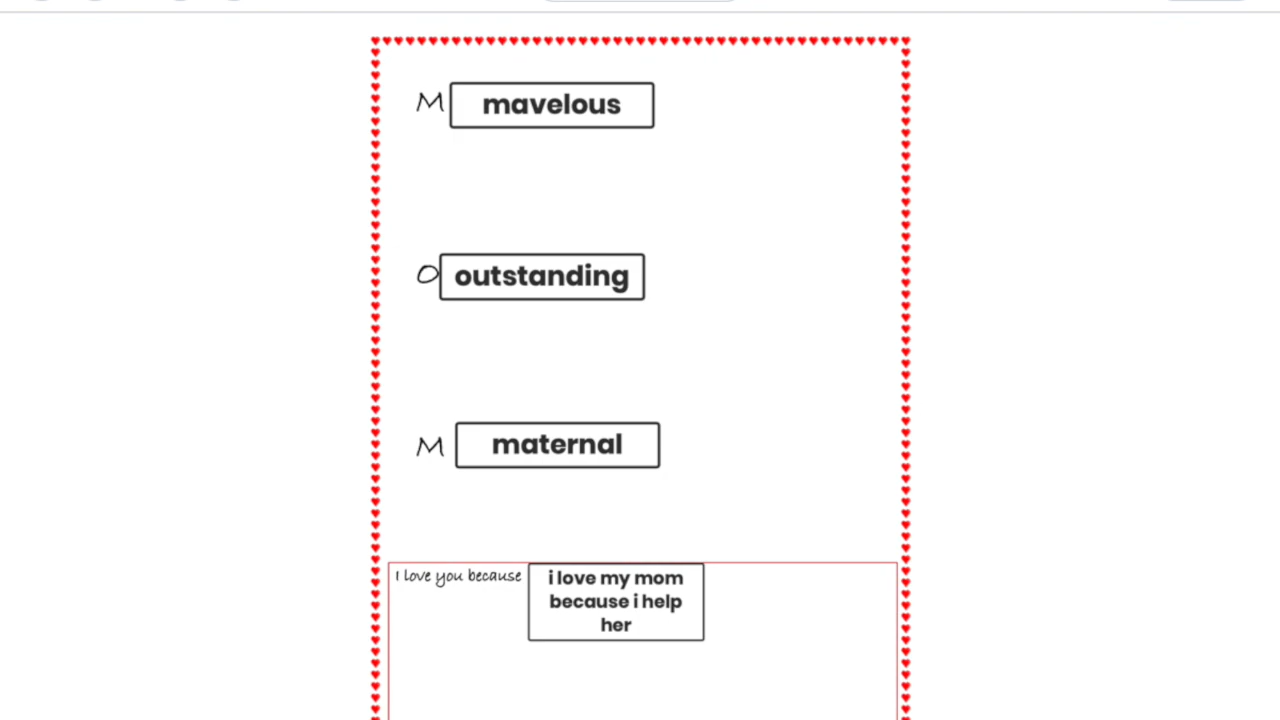 M mavelous
O outstanding
M maternal
I love you because
i love my mom
because i help
her